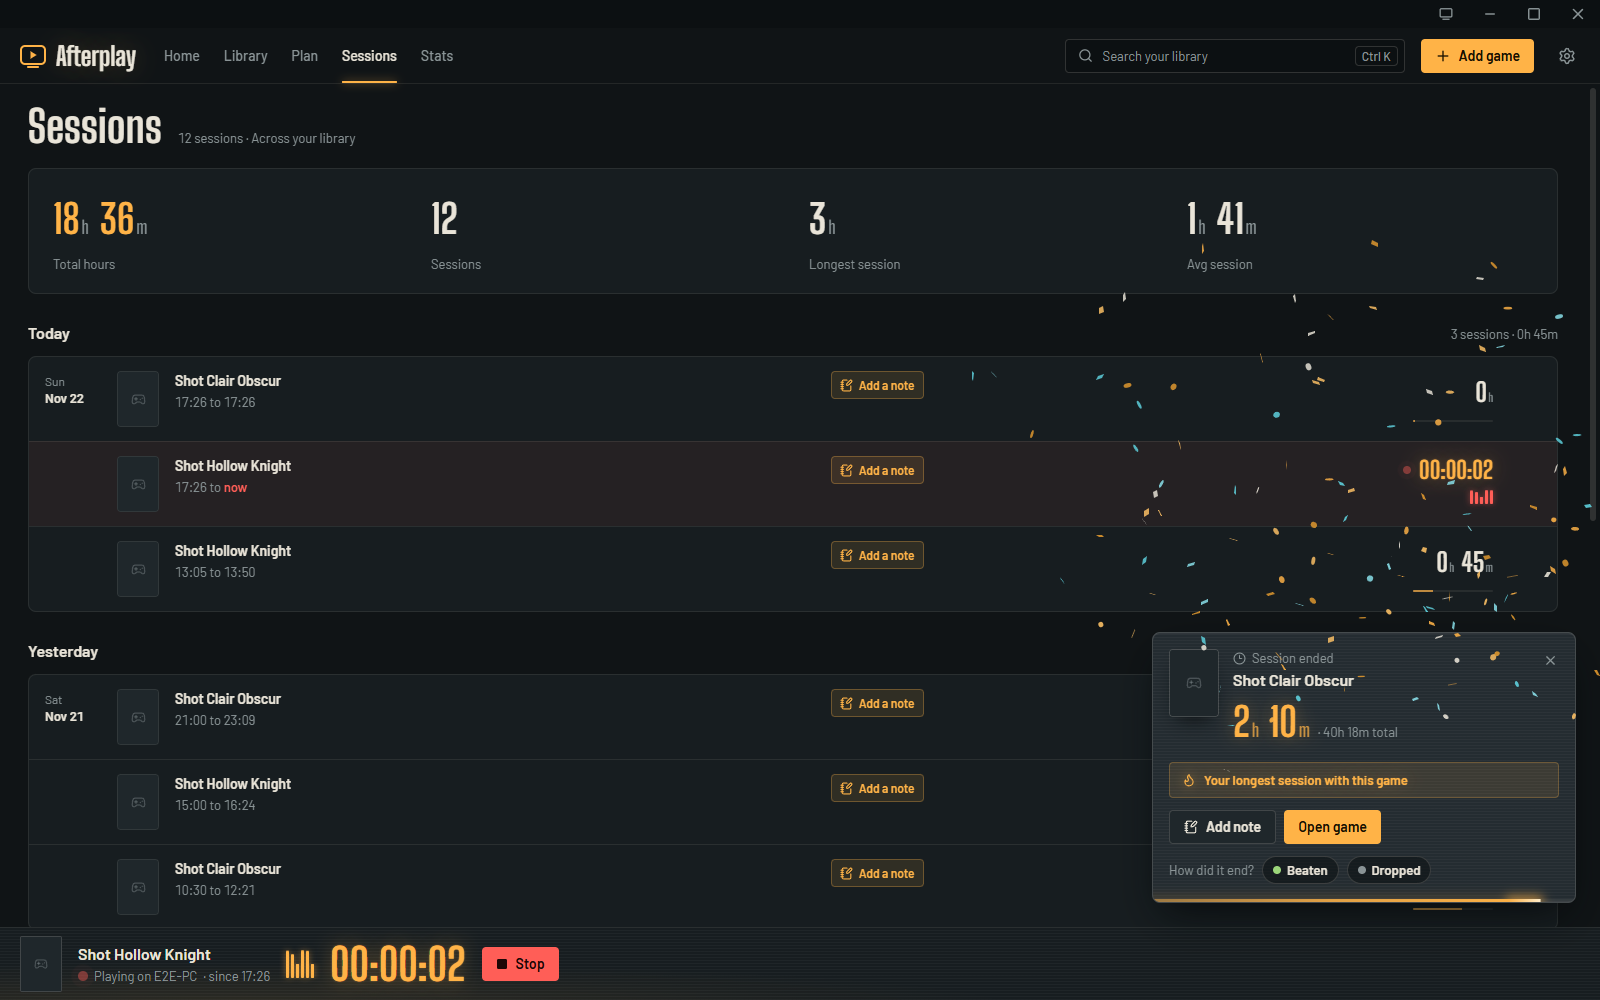 Afterplay
Home
Library
Plan
Sessions
Stats
Search your library
Ctrl K
Add game
Sessions
12 sessions · Across your library
18h 36m
12
3h
1h 41m
Total hours
Sessions
Longest session
Avg session
Today
3 sessions · 0h 45m
Sun
Nov 22
Shot Clair Obscur
17:26 to 17:26
Add a note
0h
Shot Hollow Knight
17:26 to now
Add a note
00:00:02
Shot Hollow Knight
13:05 to 13:50
Add a note
0h 45m
Yesterday
Sat
Nov 21
Shot Clair Obscur
21:00 to 23:09
Add a note
Shot Hollow Knight
15:00 to 16:24
Add a note
Shot Clair Obscur
10:30 to 12:21
Add a note
Session ended
Shot Clair Obscur
2h 10m · 40h 18m total
Your longest session with this game
Add note
Open game
How did it end?
Beaten
Dropped
Shot Hollow Knight
Playing on E2E-PC · since 17:26
00:00:02
Stop